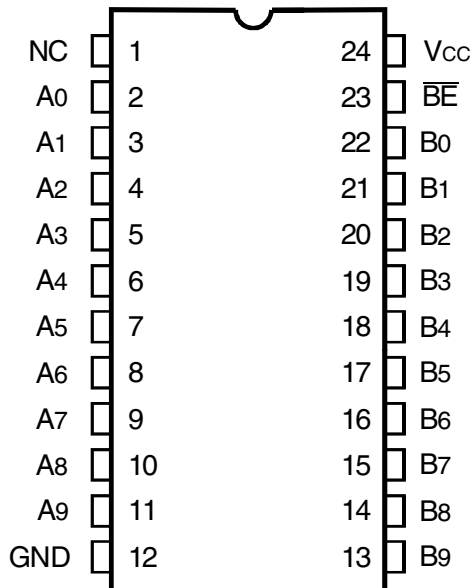 NC 1 24 VCC
A0 2 23 B̅E̅
A1 3 22 B0
A2 4 21 B1
A3 5 20 B2
A4 6 19 B3
A5 7 18 B4
A6 8 17 B5
A7 9 16 B6
A8 10 15 B7
A9 11 14 B8
GND 12 13 B9